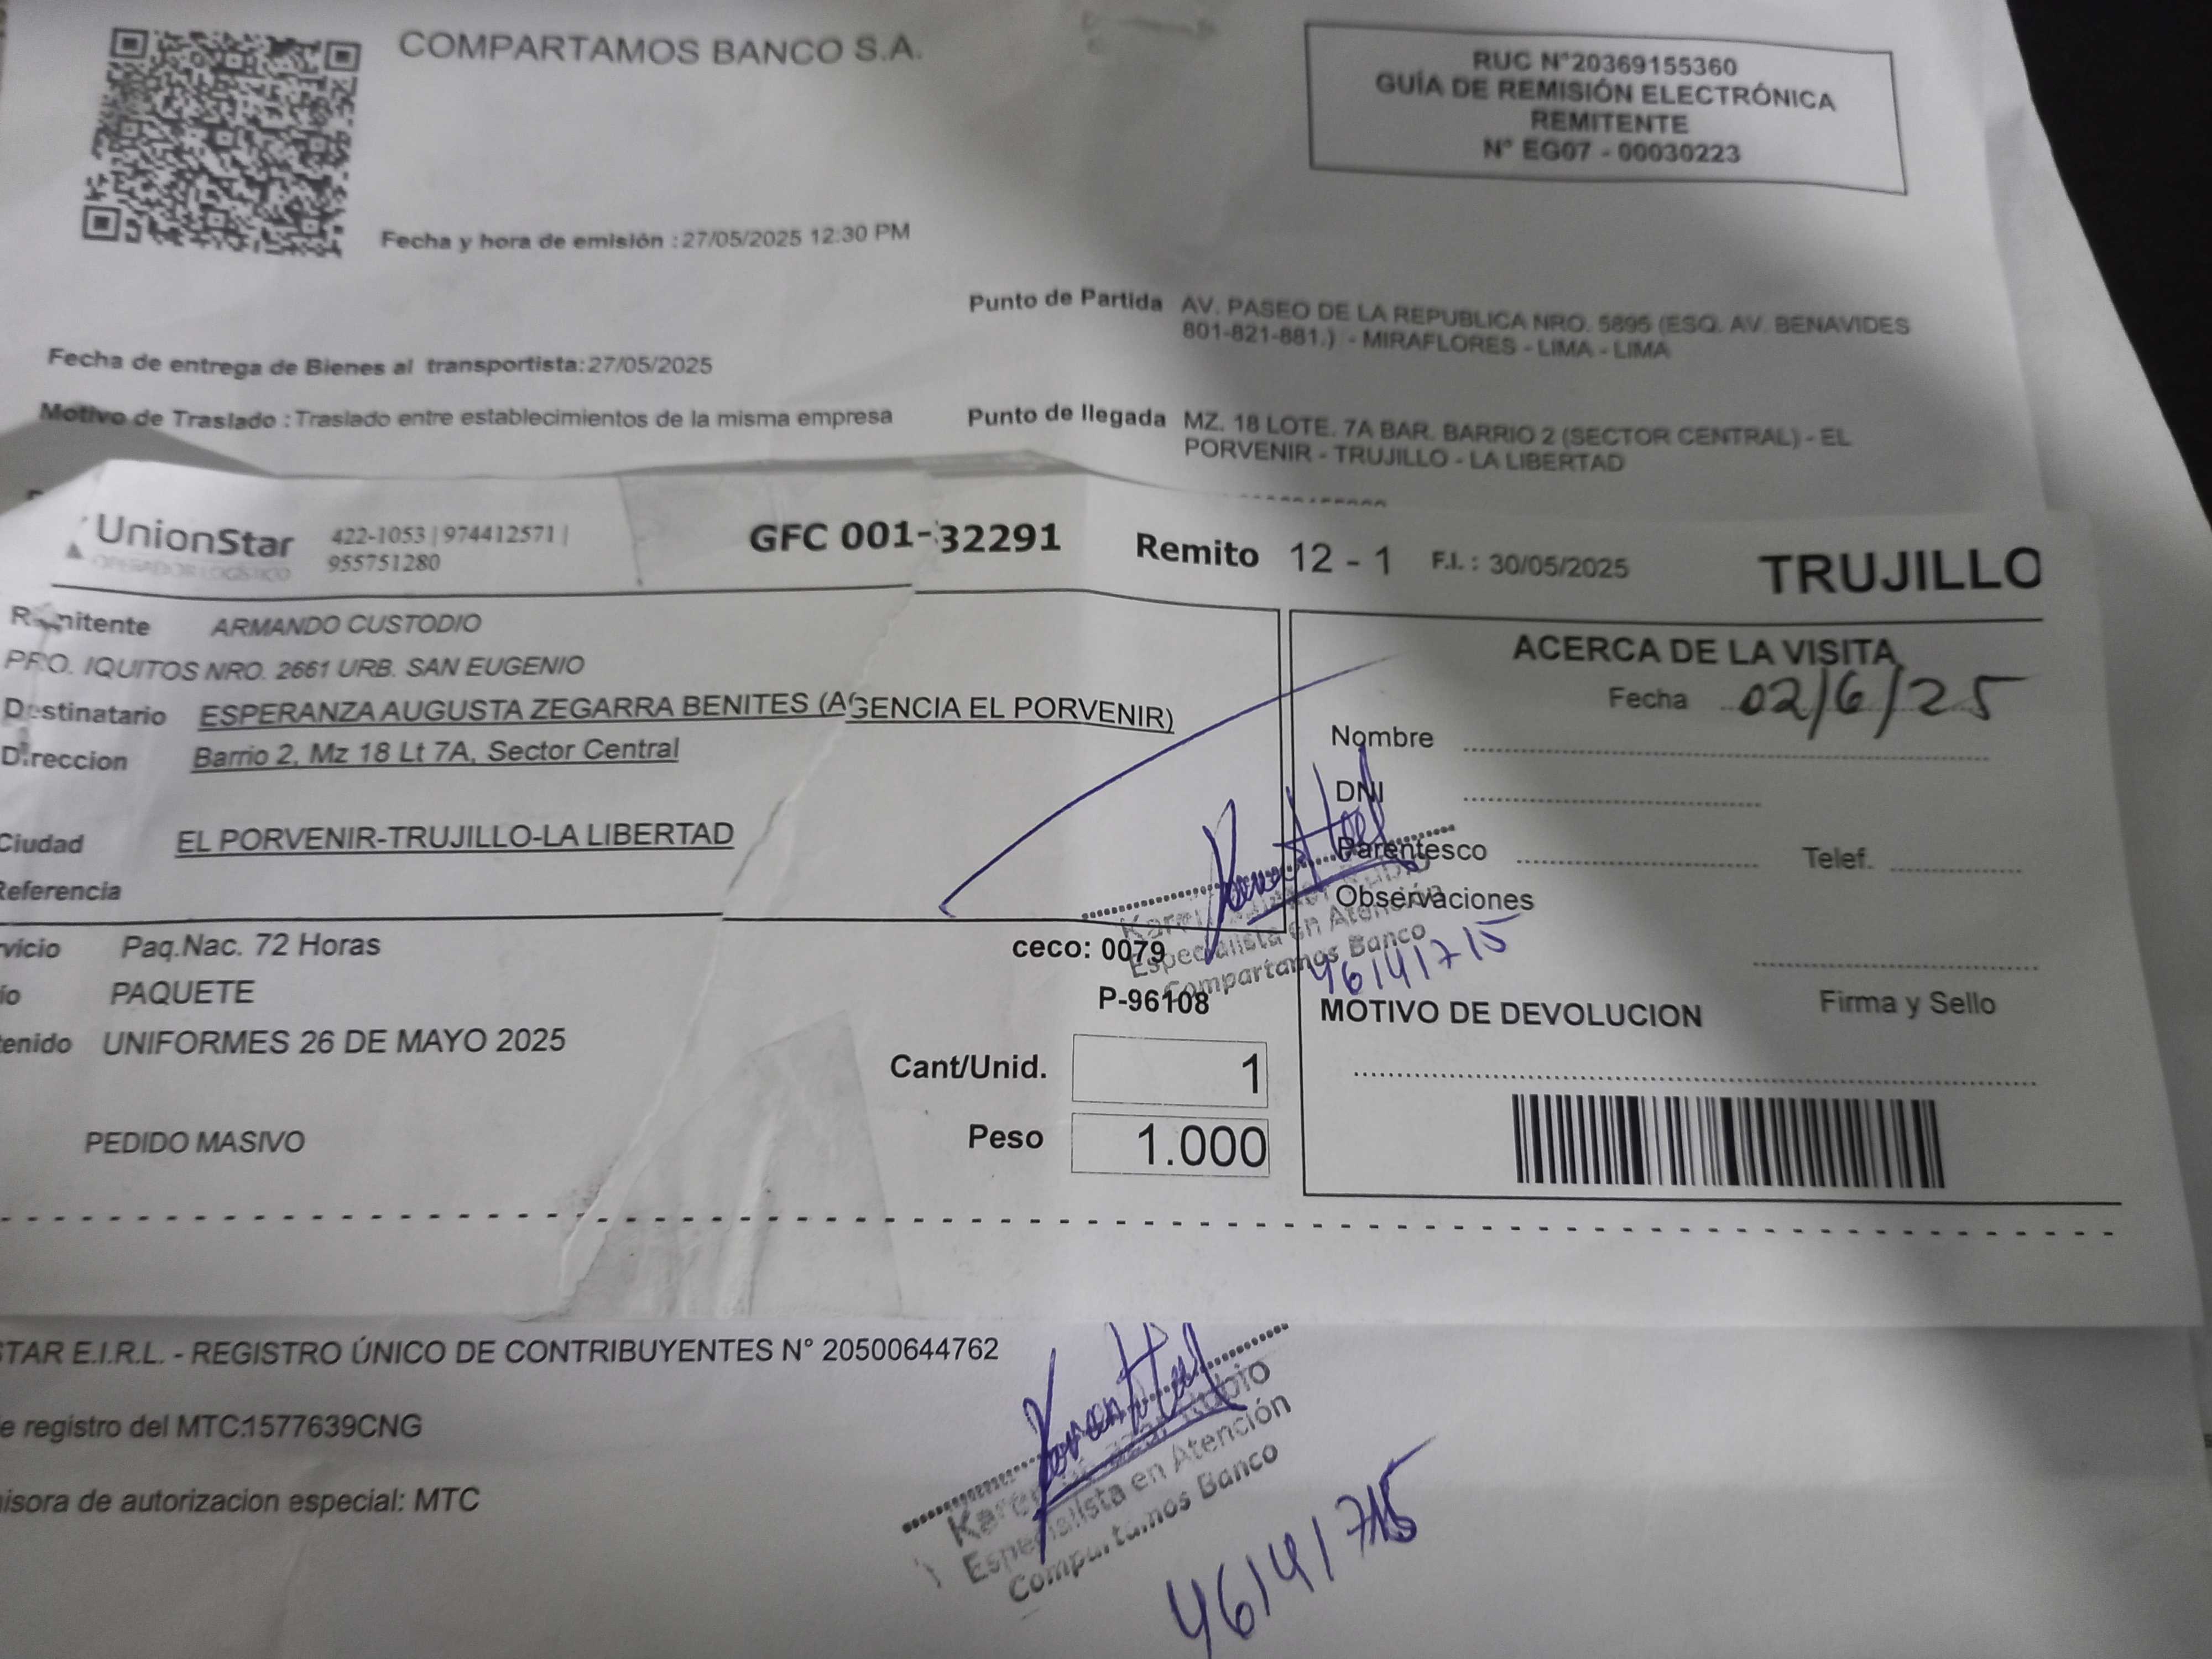 COMPARTAMOS BANCO S.A.
RUC N°20369155360
GUÍA DE REMISIÓN ELECTRÓNICA
REMITENTE
N° EG07 - 00030223
Fecha y hora de emisión : 27/05/2025 12:30 PM
Punto de Partida AV. PASEO DE LA REPUBLICA NRO. 5895 (ESQ. AV. BENAVIDES
801-821-881.) - MIRAFLORES - LIMA - LIMA
Fecha de entrega de Bienes al transportista: 27/05/2025
Motivo de Traslado : Traslado entre establecimientos de la misma empresa
Punto de llegada MZ. 18 LOTE. 7A BAR. BARRIO 2 (SECTOR CENTRAL) - EL
PORVENIR - TRUJILLO - LA LIBERTAD
UnionStar
OPERADOR LOGÍSTICO
422-1053 | 974412571 |
955751280
GFC 001-32291
Remito 12 - 1
F.I. : 30/05/2025
TRUJILLO
Remitente ARMANDO CUSTODIO
PRO. IQUITOS NRO. 2661 URB. SAN EUGENIO
Destinatario ESPERANZA AUGUSTA ZEGARRA BENITES (AGENCIA EL PORVENIR)
Direccion Barrio 2, Mz 18 Lt 7A, Sector Central
Ciudad EL PORVENIR-TRUJILLO-LA LIBERTAD
Referencia
ACERCA DE LA VISITA
Fecha 02/6/25
Nombre
DNI
Parentesco
Telef.
Observaciones
Especialista en Atención
Compartamos Banco
46141715
Firma y Sello
MOTIVO DE DEVOLUCION
vicio Paq.Nac. 72 Horas
ío PAQUETE
tenido UNIFORMES 26 DE MAYO 2025
PEDIDO MASIVO
ceco: 0079
P-96108
Cant/Unid. 1
Peso 1.000
STAR E.I.R.L. - REGISTRO ÚNICO DE CONTRIBUYENTES N° 20500644762
e registro del MTC:1577639CNG
isora de autorizacion especial: MTC
Rubio
Especialista en Atención
Compartamos Banco
46141715